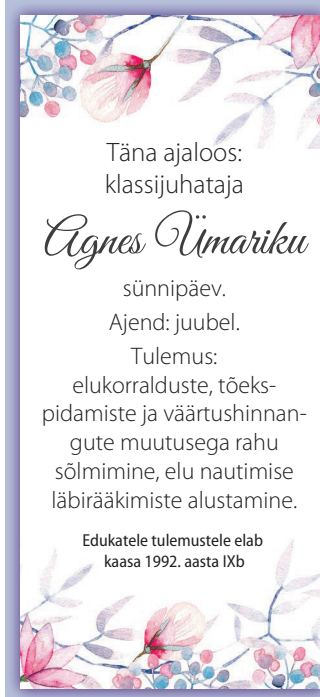 Täna ajaloos:
klassijuhataja
Agnes Ümariku
sünnipäev.
Ajend: juubel.
Tulemus:
elukorralduste, tõeks-
pidamiste ja väärtushinnan-
gute muutusega rahu
sõlmimine, elu nautimise
läbirääkimiste alustamine.
Edukatele tulemustele elab
kaasa 1992. aasta IXb